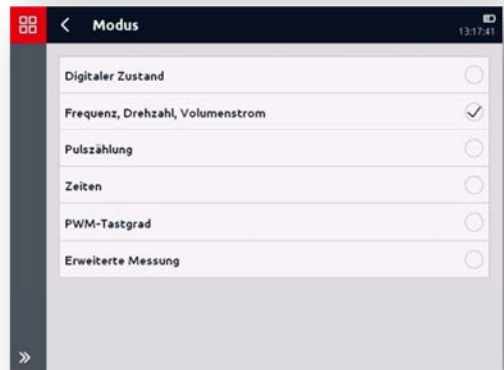 Modus
13:17:41
Digitaler Zustand
Frequenz, Drehzahl, Volumenstrom
Pulszählung
Zeiten
PWM-Tastgrad
Erweiterte Messung